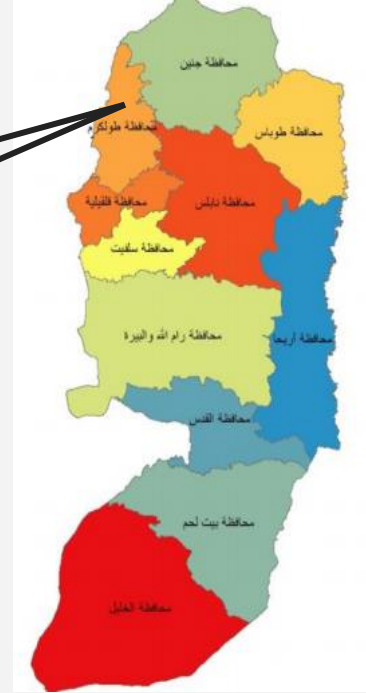 محافظة جنين
محافظة طولكرم
محافظة طوباس
محافظة قلقيلية
محافظة نابلس
محافظة سلفيت
محافظة رام الله والبيرة
محافظة أريحا
محافظة القدس
محافظة بيت لحم
محافظة الخليل